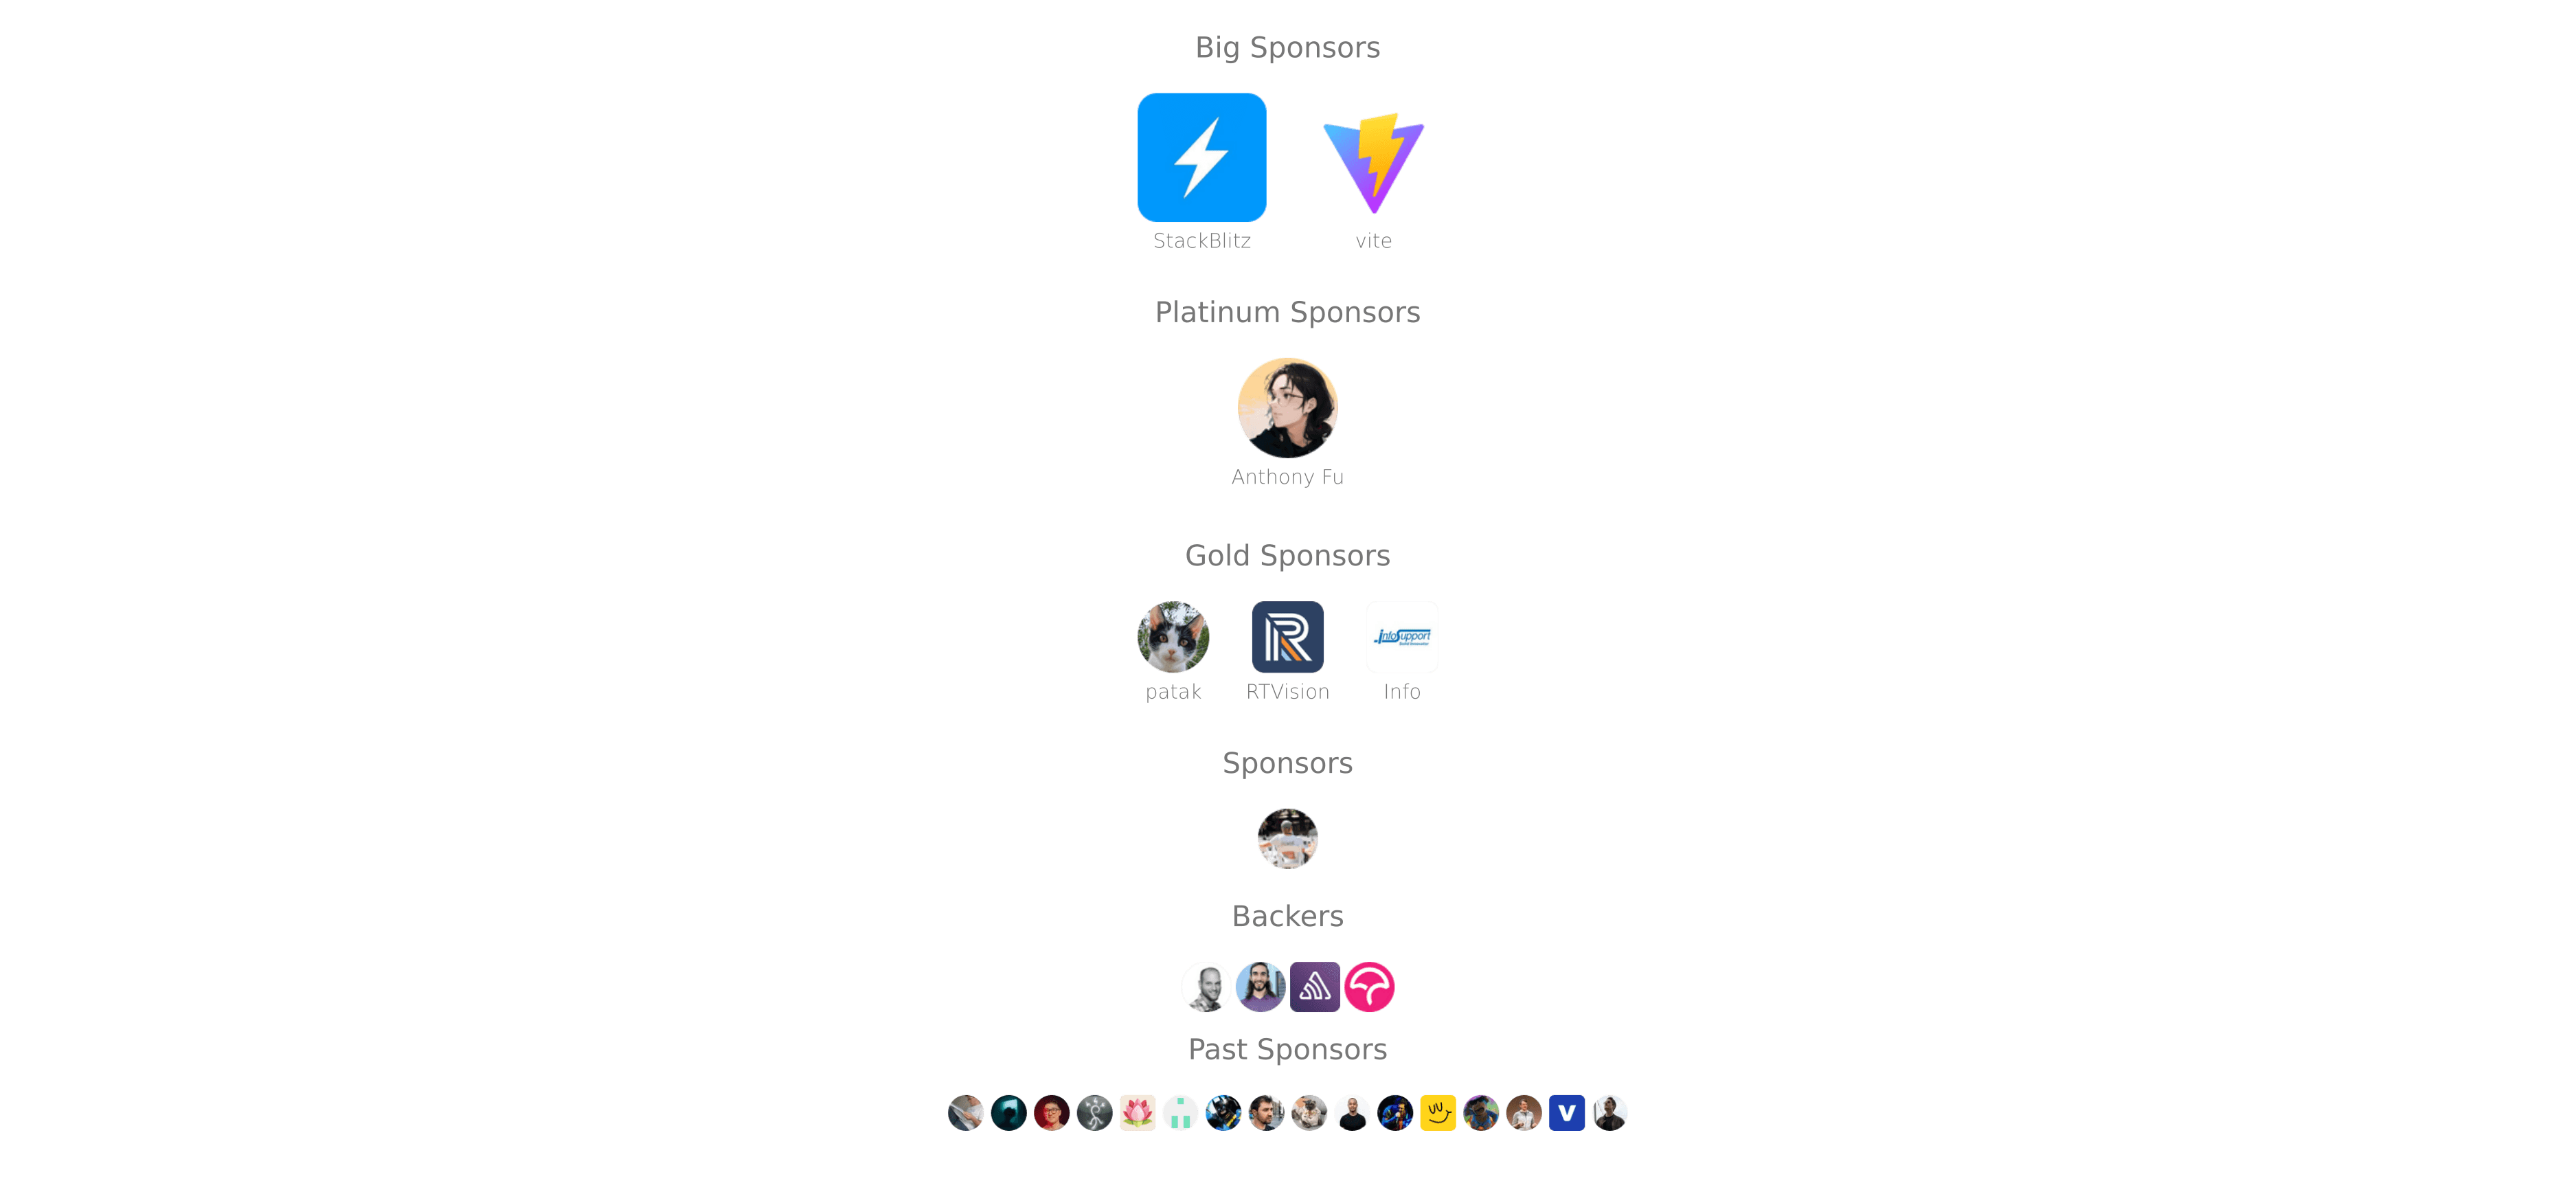 Big Sponsors
StackBlitz
vite
Platinum Sponsors
Anthony Fu
Gold Sponsors
infoSupport
patak
RTVision
Info
Sponsors
Backers
Past Sponsors
V